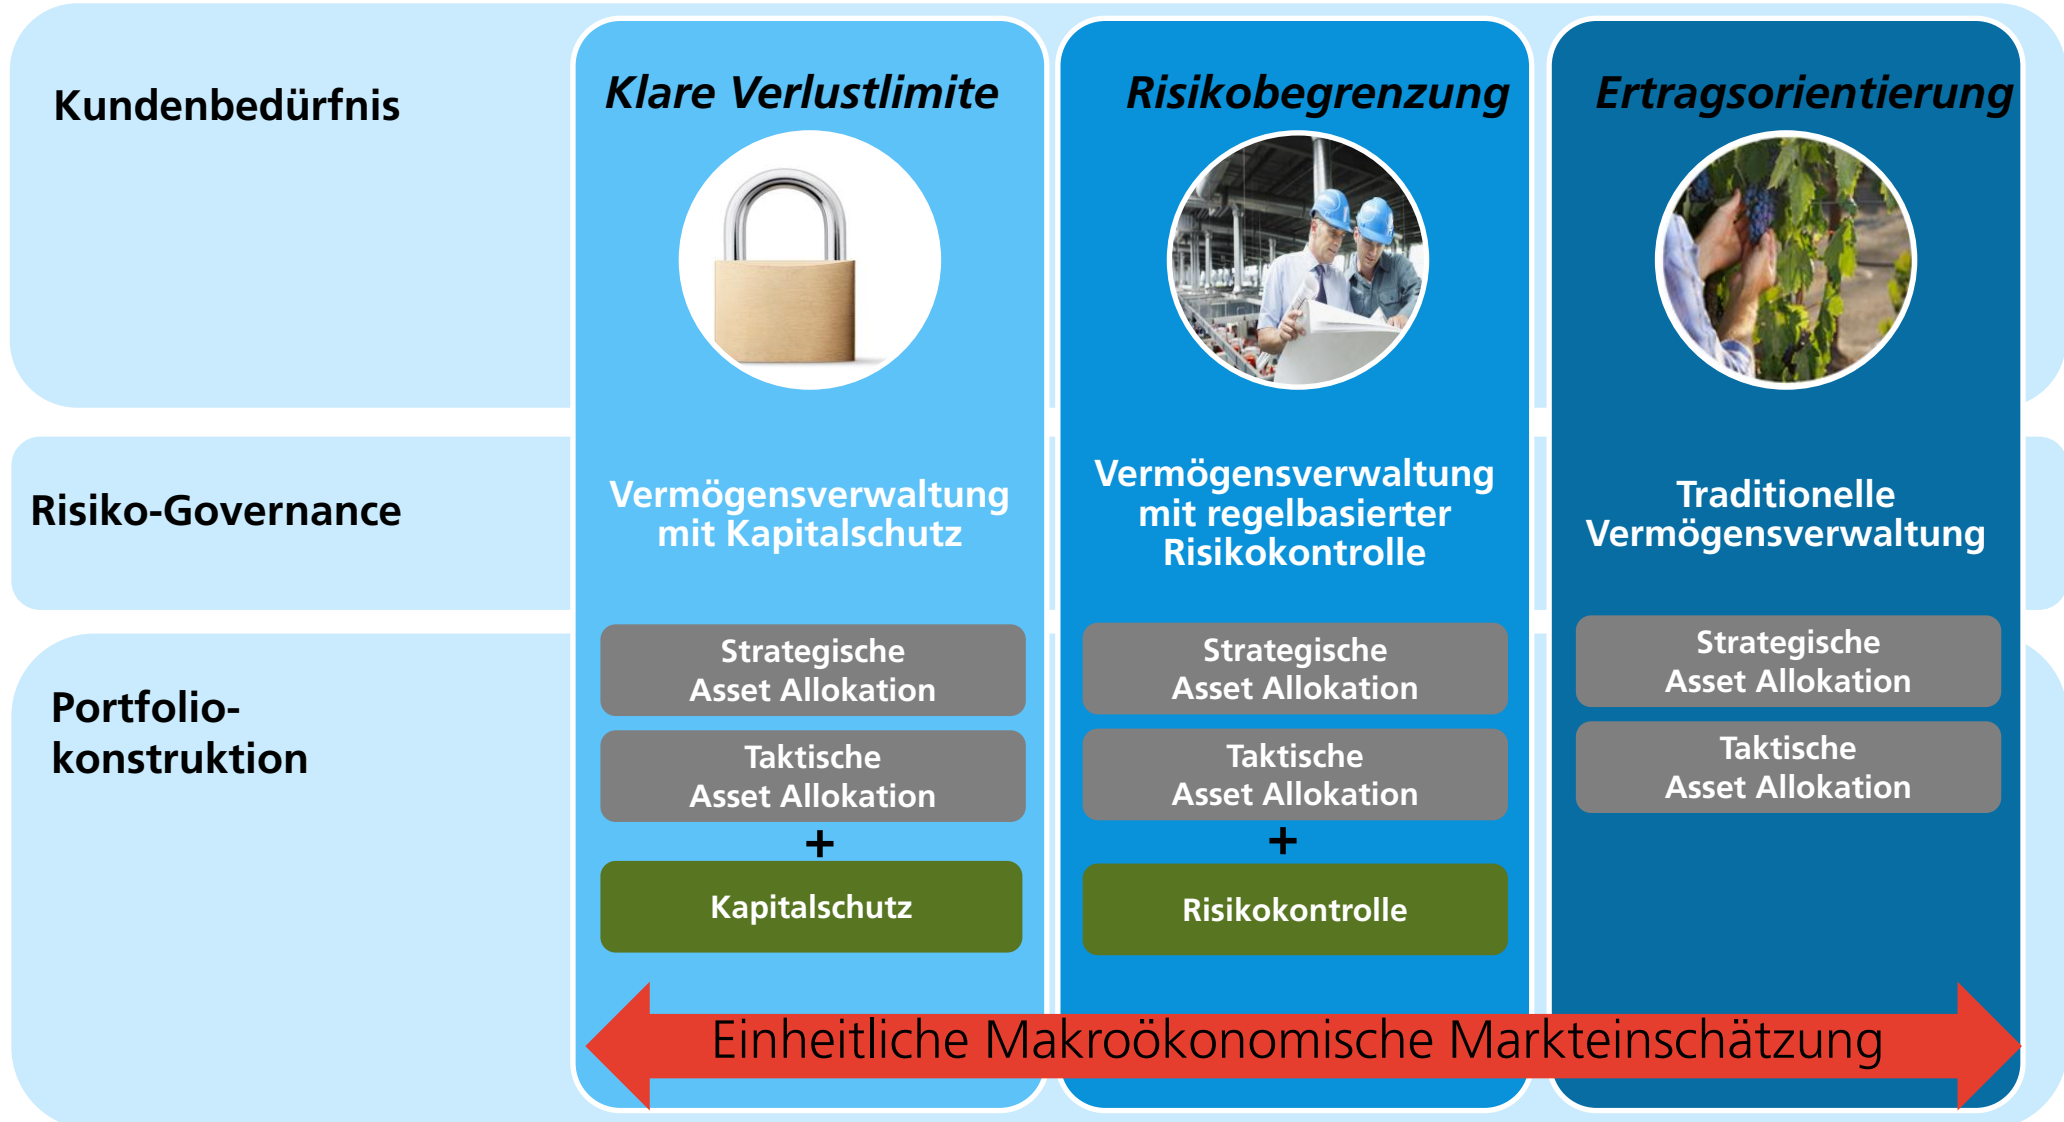 Kundenbedürfnis
Klare Verlustlimite
Risikobegrenzung
Ertragsorientierung
Risiko-Governance
Vermögensverwaltung
mit Kapitalschutz
Vermögensverwaltung
mit regelbasierter
Risikokontrolle
Traditionelle
Vermögensverwaltung
Portfolio-
konstruktion
Strategische
Asset Allokation
Taktische
Asset Allokation
+
Kapitalschutz
Strategische
Asset Allokation
Taktische
Asset Allokation
+
Risikokontrolle
Strategische
Asset Allokation
Taktische
Asset Allokation
Einheitliche Makroökonomische Markteinschätzung